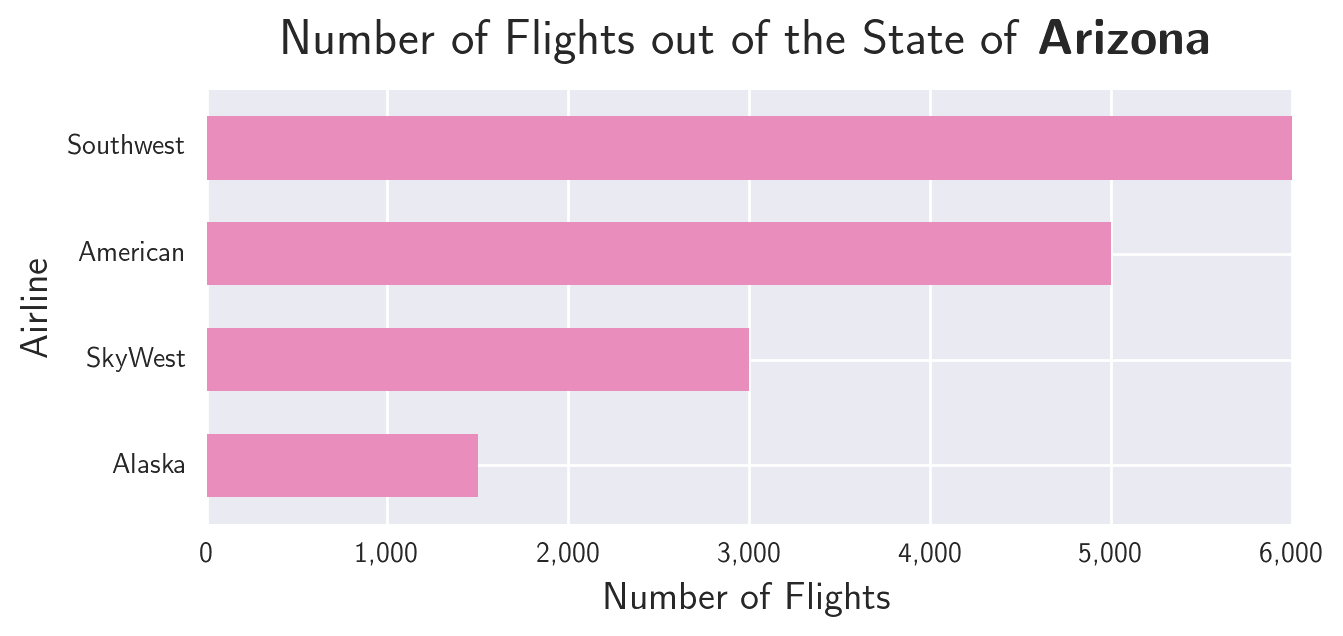 Number of Flights out of the State of Arizona
Southwest
American
SkyWest
Alaska
Airline
0 1,000 2,000 3,000 4,000 5,000 6,000
Number of Flights